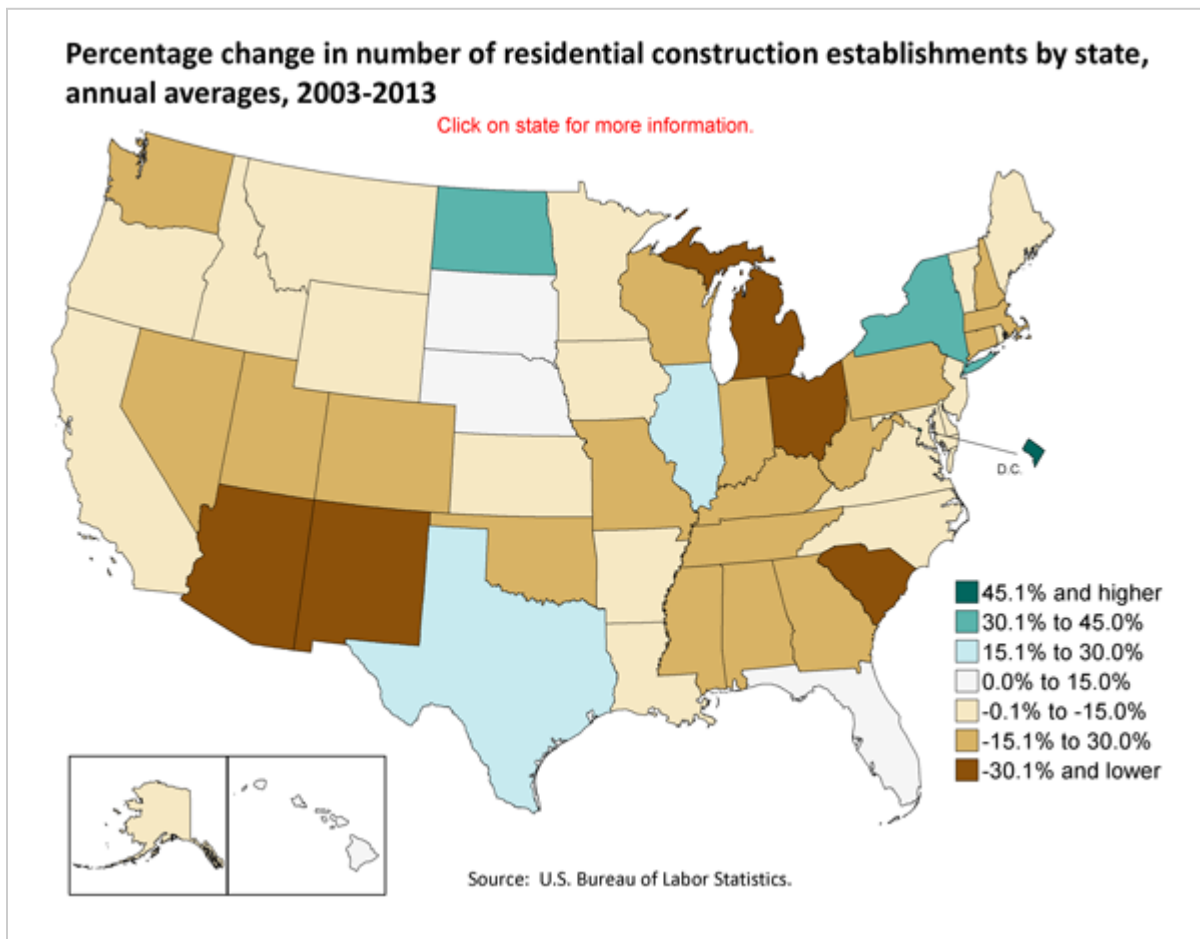 Percentage change in number of residential construction establishments by state,
annual averages, 2003-2013
Click on state for more information.
D.C.
45.1% and higher
30.1% to 45.0%
15.1% to 30.0%
0.0% to 15.0%
-0.1% to -15.0%
-15.1% to 30.0%
-30.1% and lower
Source: U.S. Bureau of Labor Statistics.